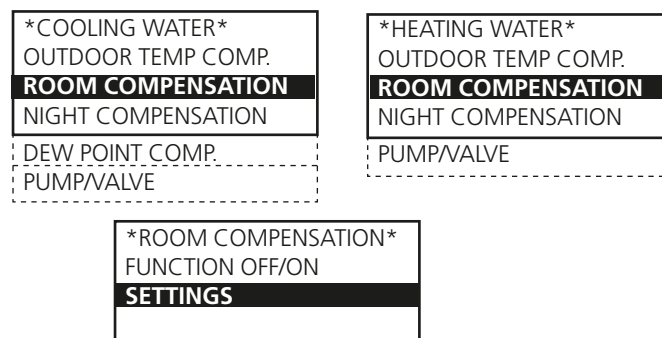 *COOLING WATER*
OUTDOOR TEMP COMP.
ROOM COMPENSATION
NIGHT COMPENSATION
DEW POINT COMP.
PUMP/VALVE
*HEATING WATER*
OUTDOOR TEMP COMP.
ROOM COMPENSATION
NIGHT COMPENSATION
PUMP/VALVE
*ROOM COMPENSATION*
FUNCTION OFF/ON
SETTINGS